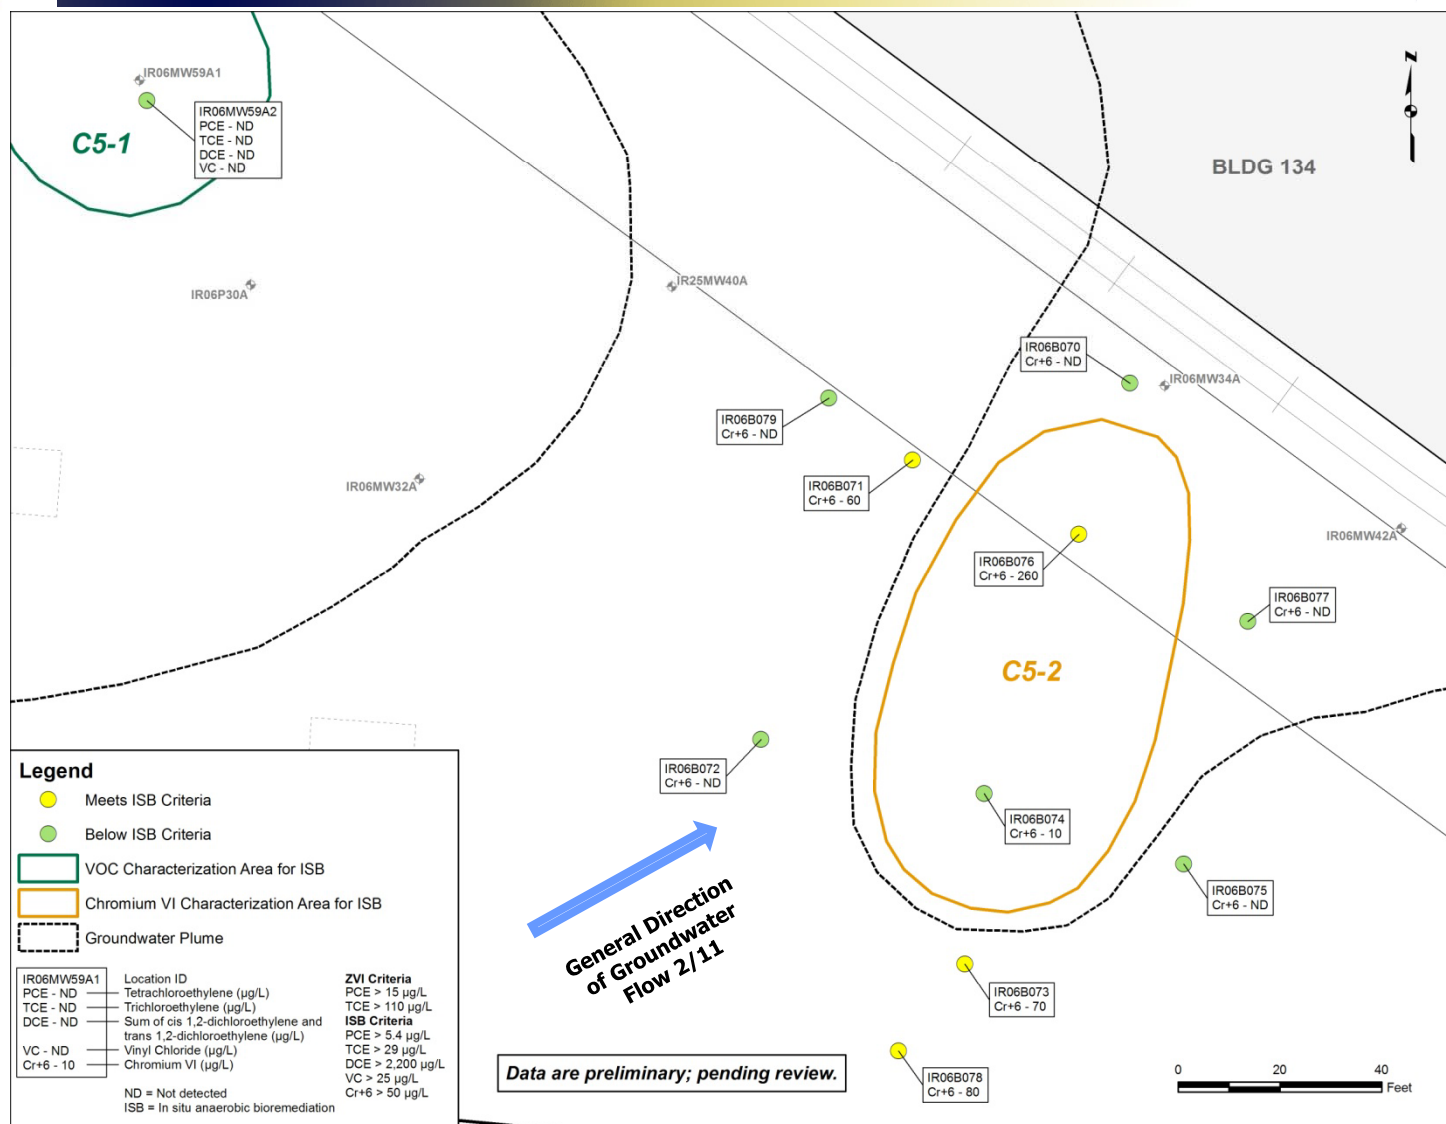 IR06MW59A1
IR06MW59A2
PCE - ND
TCE - ND
DCE - ND
VC - ND
C5-1
N
BLDG 134
IR06P30A
IR25MW40A
IR06B070
Cr+6 - ND
IR06MW34A
IR06B079
Cr+6 - ND
IR06MW32A
IR06B071
Cr+6 - 60
IR06MW42A
IR06B076
Cr+6 - 260
IR06B077
Cr+6 - ND
C5-2
IR06B072
Cr+6 - ND
IR06B074
Cr+6 - 10
IR06B075
Cr+6 - ND
General Direction
of Groundwater
Flow 2/11
IR06B073
Cr+6 - 70
IR06B078
Cr+6 - 80
Data are preliminary; pending review.
0 20 40
Feet
Legend
Meets ISB Criteria
Below ISB Criteria
VOC Characterization Area for ISB
Chromium VI Characterization Area for ISB
Groundwater Plume
IR06MW59A1 Location ID
PCE - ND Tetrachloroethylene (µg/L)
TCE - ND Trichloroethylene (µg/L)
DCE - ND Sum of cis 1,2-dichloroethylene and
trans 1,2-dichloroethylene (µg/L)
VC - ND Vinyl Chloride (µg/L)
Cr+6 - 10 Chromium VI (µg/L)
ND = Not detected
ISB = In situ anaerobic bioremediation
ZVI Criteria
PCE > 15 µg/L
TCE > 110 µg/L
ISB Criteria
PCE > 5.4 µg/L
TCE > 29 µg/L
DCE > 2,200 µg/L
VC > 25 µg/L
Cr+6 > 50 µg/L